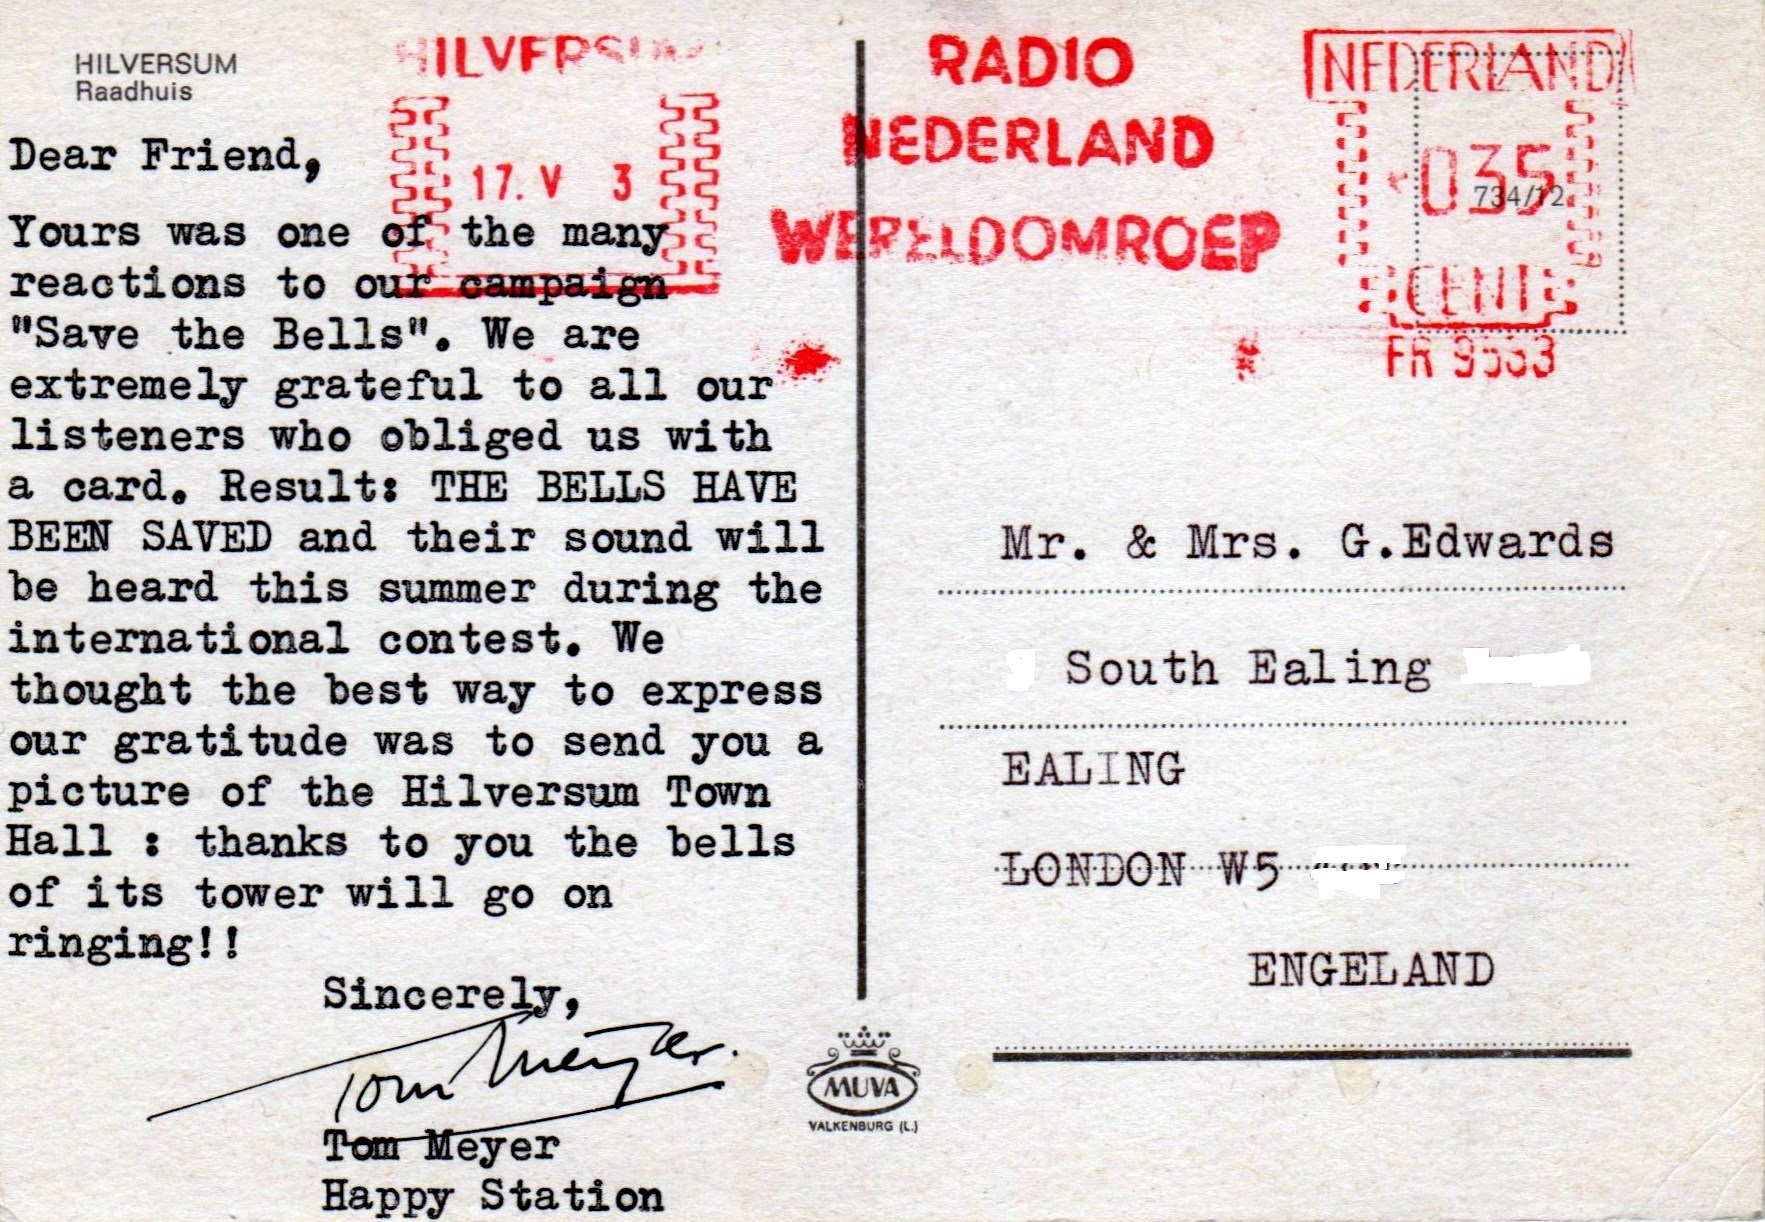 HILVERSUM
Raadhuis
HILVERSUM
17. V 3
RADIO
NEDERLAND
WERELDOMROEP
NEDERLAND
035
734/12
CENT
FR
Dear Friend,
Yours was one of the many
reactions to our campaign
"Save the Bells". We are
extremely grateful to all our
listeners who obliged us with
a card. Result: THE BELLS HAVE
BEEN SAVED and their sound will
be heard this summer during the
international contest. We
thought the best way to express
our gratitude was to send you a
picture of the Hilversum Town
Hall : thanks to you the bells
of its tower will go on
ringing!!
Sincerely,
Tom Meyer.
Tom Meyer
Happy Station
MUVA
VALKENBURG (L.)
Mr. & Mrs. G.Edwards
South Ealing
EALING
LONDON W5
ENGELAND